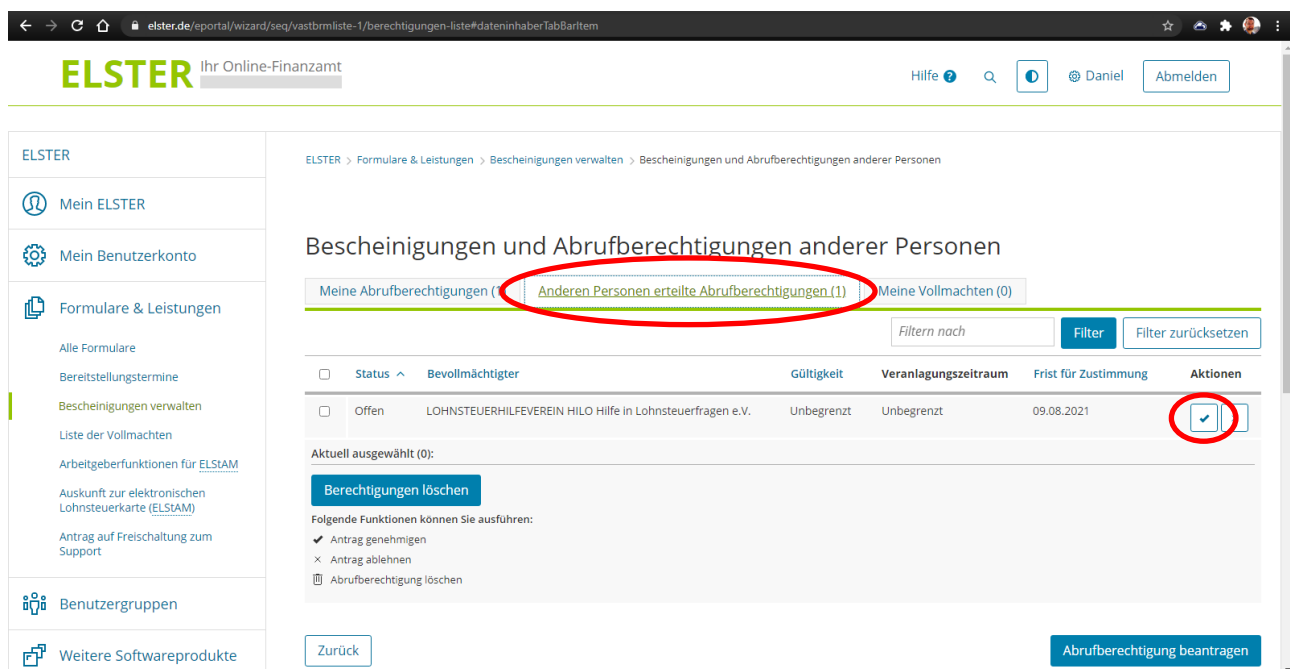 elster.de/eportal/wizard/seq/vastbrmliste-1/berechtigungen-liste#dateninhaberTabBarItem
ELSTER Ihr Online-Finanzamt
Hilfe ?
Daniel
Abmelden
ELSTER
Mein ELSTER
Mein Benutzerkonto
Formulare & Leistungen
Alle Formulare
Bereitstellungstermine
Bescheinigungen verwalten
Liste der Vollmachten
Arbeitgeberfunktionen für ELStAM
Auskunft zur elektronischen
Lohnsteuerkarte (ELStAM)
Antrag auf Freischaltung zum
Support
Benutzergruppen
Weitere Softwareprodukte
ELSTER > Formulare & Leistungen > Bescheinigungen verwalten > Bescheinigungen und Abrufberechtigungen anderer Personen
Bescheinigungen und Abrufberechtigungen anderer Personen
Meine Abrufberechtigungen (1 Anderen Personen erteilte Abrufberechtigungen (1) Meine Vollmachten (0)
Filtern nach Filter Filter zurücksetzen
Status Bevollmächtigter Gültigkeit Veranlagungszeitraum Frist für Zustimmung Aktionen
Offen LOHNSTEUERHILFEVEREIN HILO Hilfe in Lohnsteuerfragen e.V. Unbegrenzt Unbegrenzt 09.08.2021
Aktuell ausgewählt (0):
Berechtigungen löschen
Folgende Funktionen können Sie ausführen:
Antrag genehmigen
Antrag ablehnen
Abrufberechtigung löschen
Zurück
Abrufberechtigung beantragen